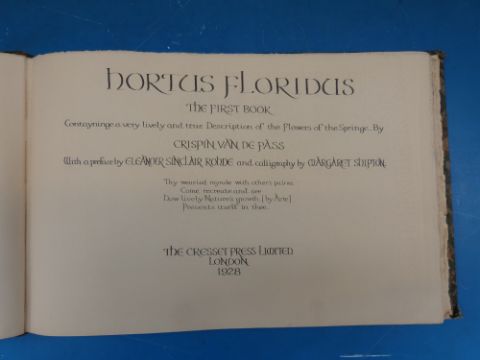 HORTUS FLORIDUS
THE FIRST BOOK
Contayninge a very lively and true Description of the Flowers of the Springe. By
CRISPIN VAN DE PASS
With a preface by ELEANOR SINCLAIR ROHDE and calligraphy by MARGARET SHIPTON.
Thy wearied mynde with others paines
Come recreate and see
How lively Nature's growth [by Arte]
Presents itself in thee.
THE CRESSET PRESS LIMITED
LONDON
1928